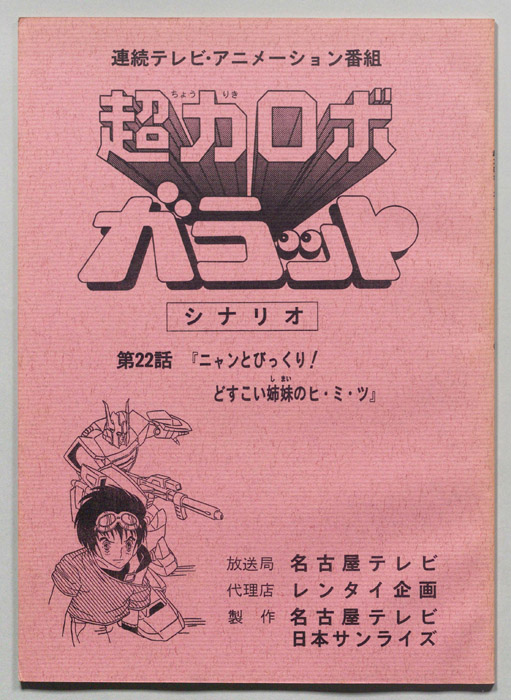 連続テレビ・アニメーション番組
ちょう りき
超力ロボ
ガラット
シナリオ
第22話 『ニャンとびっくり!
しまい
どすこい姉妹のヒ・ミ・ツ』
放送局 名古屋テレビ
代理店 レンタイ企画
製作 名古屋テレビ
日本サンライズ